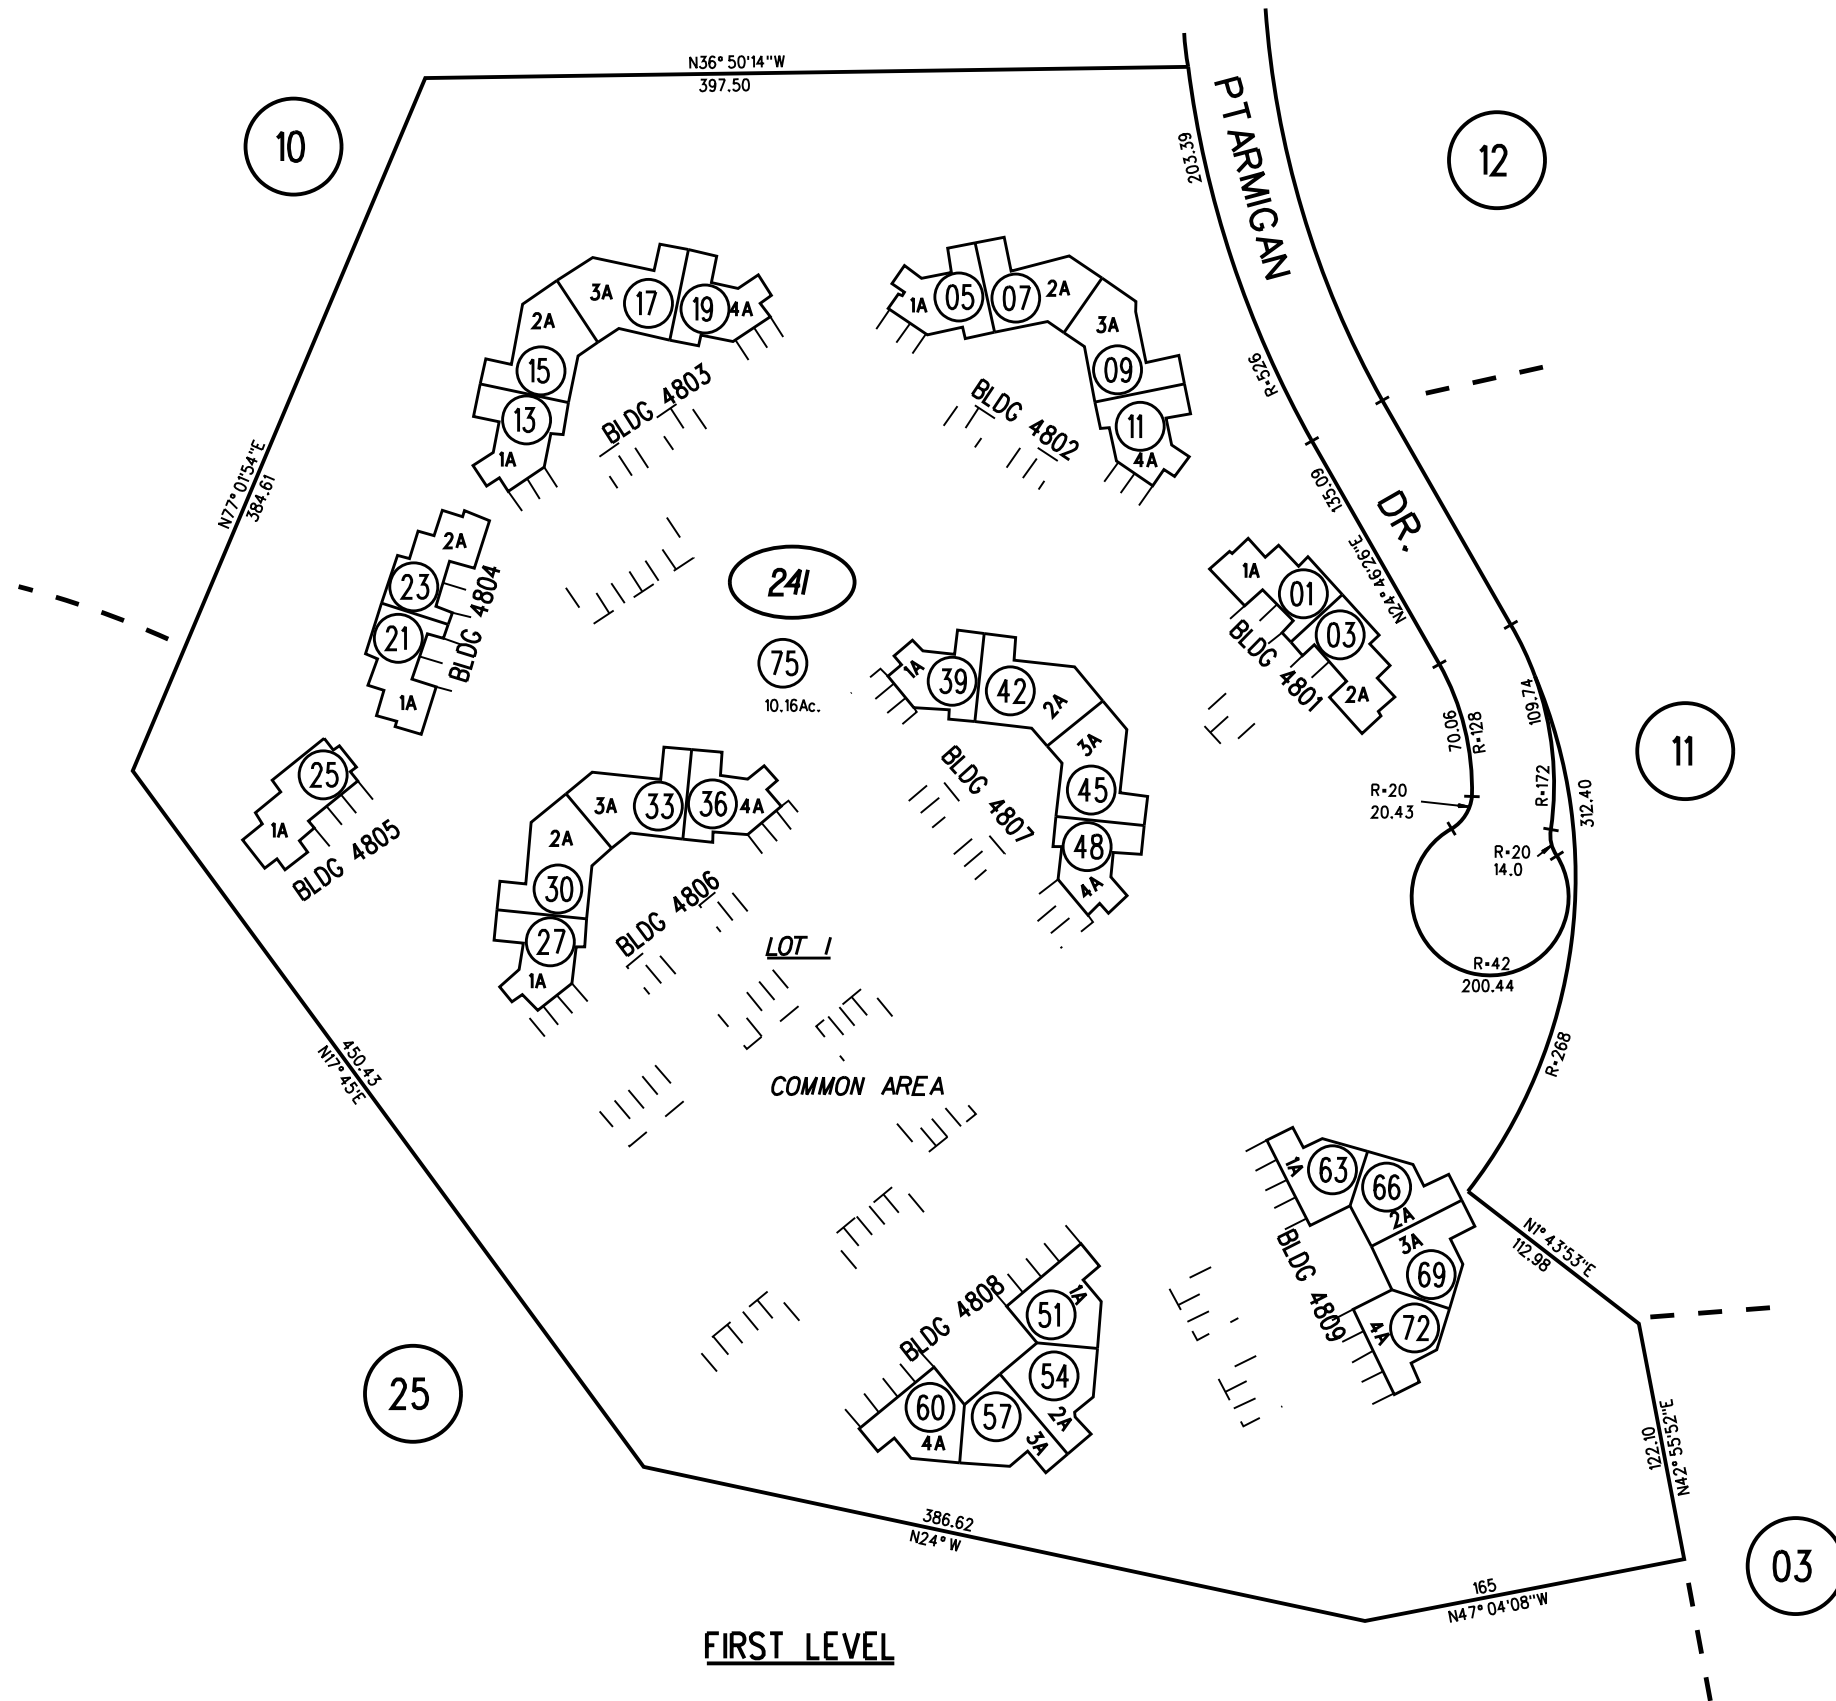 N36° 50'14"W
397.50
10
12
203.39
PTARMIGAN
R=526
135.09
DR.
N24° 46'26"E
N77° 01'54"E
384.61
3A
17
19
4A
2A
15
13
1A
BLDG 4803
1A
05
07
2A
3A
09
11
4A
BLDG 4802
2A
23
21
1A
BLDG 4804
241
75
10.16Ac.
1A
01
03
2A
BLDG 4801
109.74
70.06
R=128
R=172
312.40
11
R=20
20.43
R=20
14.0
R=42
200.44
R=268
25
1A
BLDG 4805
1A
39
42
2A
3A
45
48
4A
BLDG 4807
3A
33
36
4A
2A
30
27
1A
BLDG 4806
LOT 1
COMMON AREA
450.43
N17° 45'E
1A
63
66
2A
3A
69
4A
72
BLDG 4809
N1° 43'53"E
112.98
BLDG 4808
1A
51
54
2A
57
3A
60
4A
25
122.10
N42° 55'52"E
386.62
N24° W
165
N47° 04'08"W
03
FIRST LEVEL